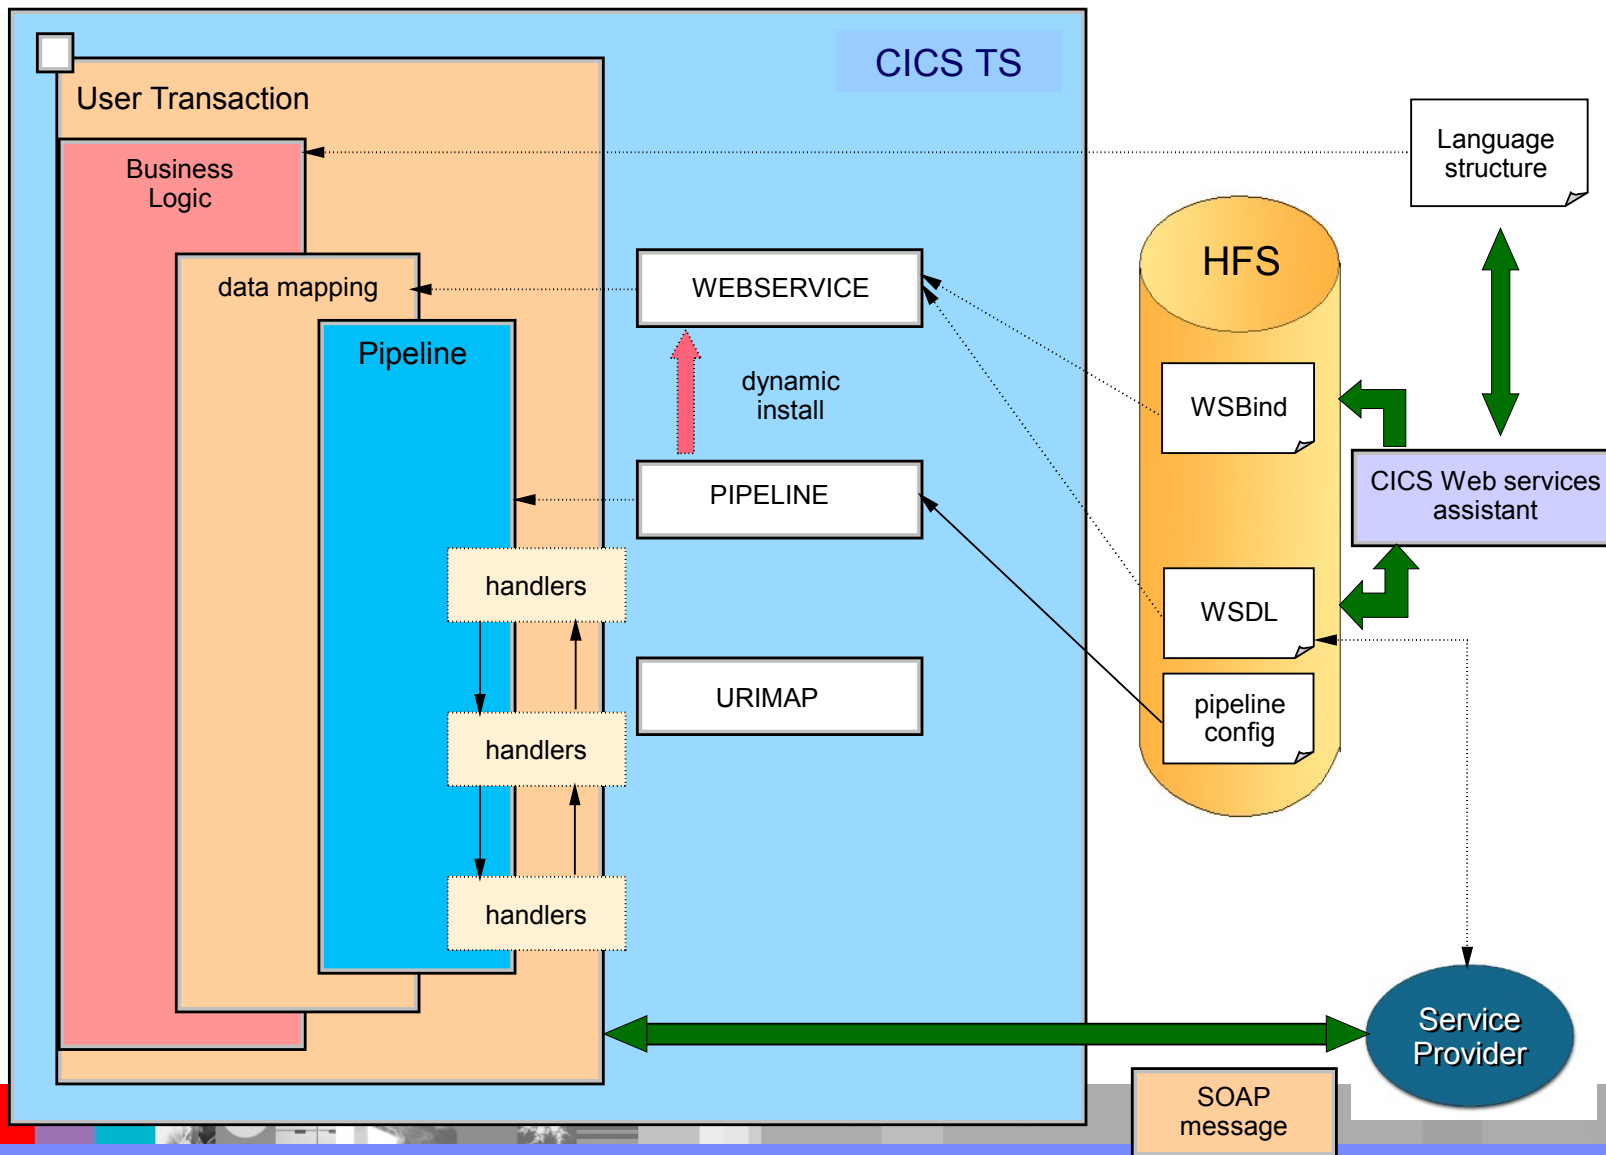 CICS TS
User Transaction
Business
Logic
data mapping
Pipeline
handlers
handlers
handlers
WEBSERVICE
dynamic
install
PIPELINE
URIMAP
HFS
WSBind
WSDL
pipeline
config
Language
structure
CICS Web services
assistant
Service
Provider
SOAP
message